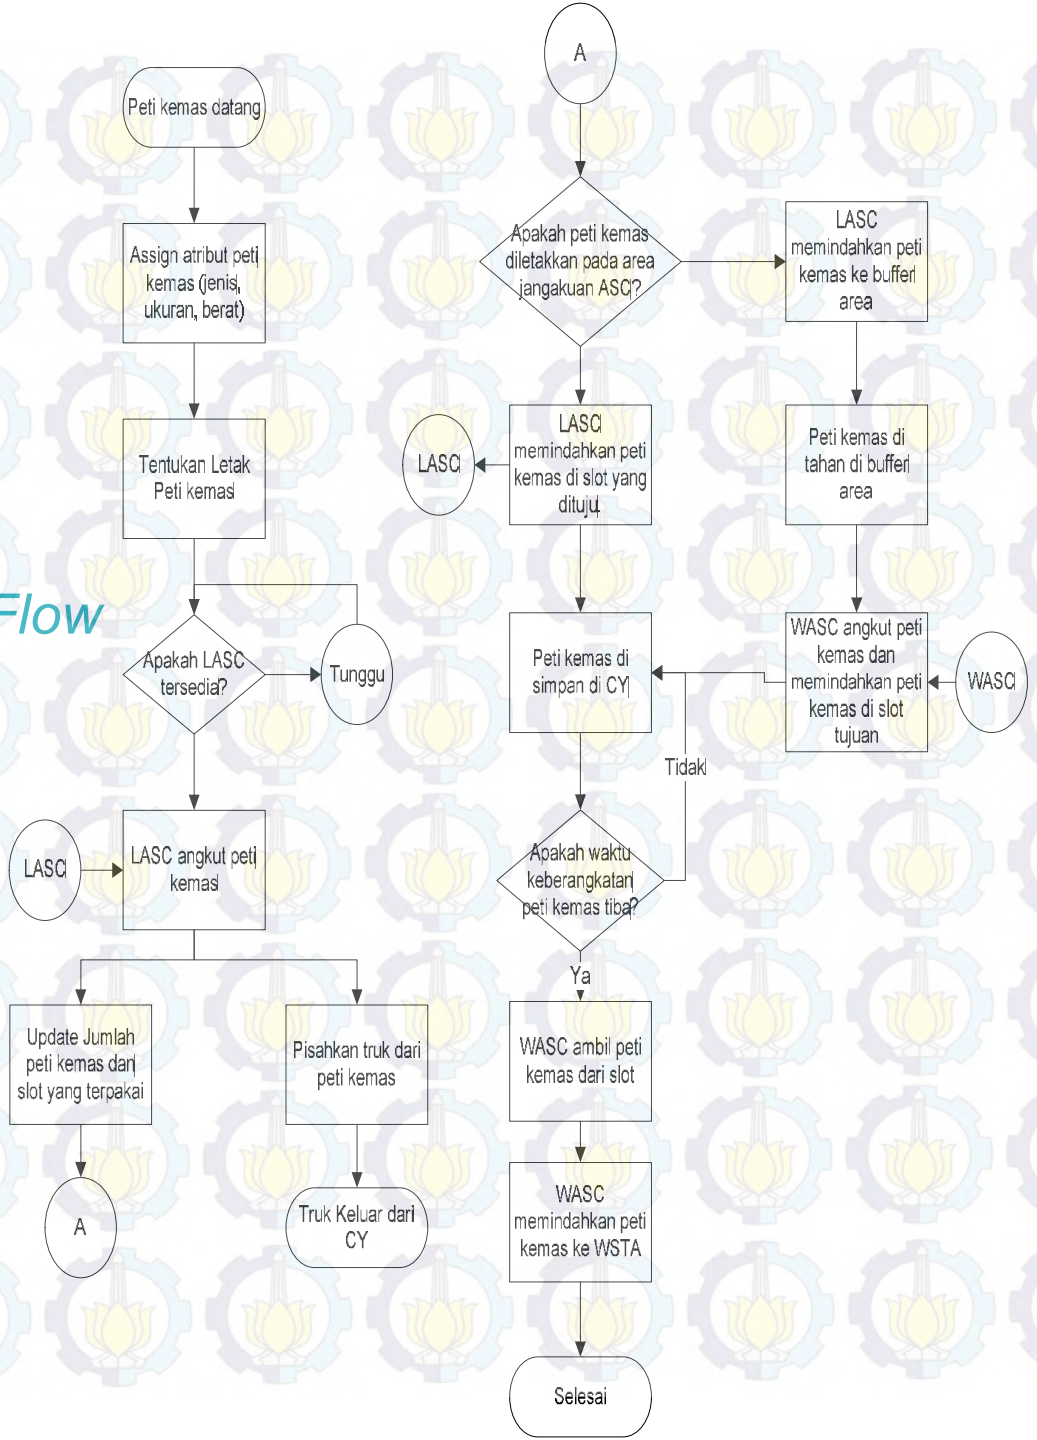 Flow
Peti kemas datang
Assign atribut peti
kemas (jenis,
ukuran, berat)
Tentukan Letak
Peti kemas
Apakah LASC
tersedia?
Tunggu
LASC
LASC angkut peti
kemas
Update Jumlah
peti kemas dan
slot yang terpakai
Pisahkan truk dari
peti kemas
A
Truk Keluar dari
CY
A
Apakah peti kemas
diletakkan pada area
jangakuan ASC?
LASC
memindahkan peti
kemas ke buffer
area
LASC
LASC
memindahkan peti
kemas di slot yang
dituju
Peti kemas di
tahan di buffer
area
Peti kemas di
simpan di CY
WASC angkut peti
kemas dan
memindahkan peti
kemas di slot
tujuan
WASC
Tidak
Apakah waktu
keberangkatan
peti kemas tiba?
Ya
WASC ambil peti
kemas dari slot
WASC
memindahkan peti
kemas ke WSTA
Selesai